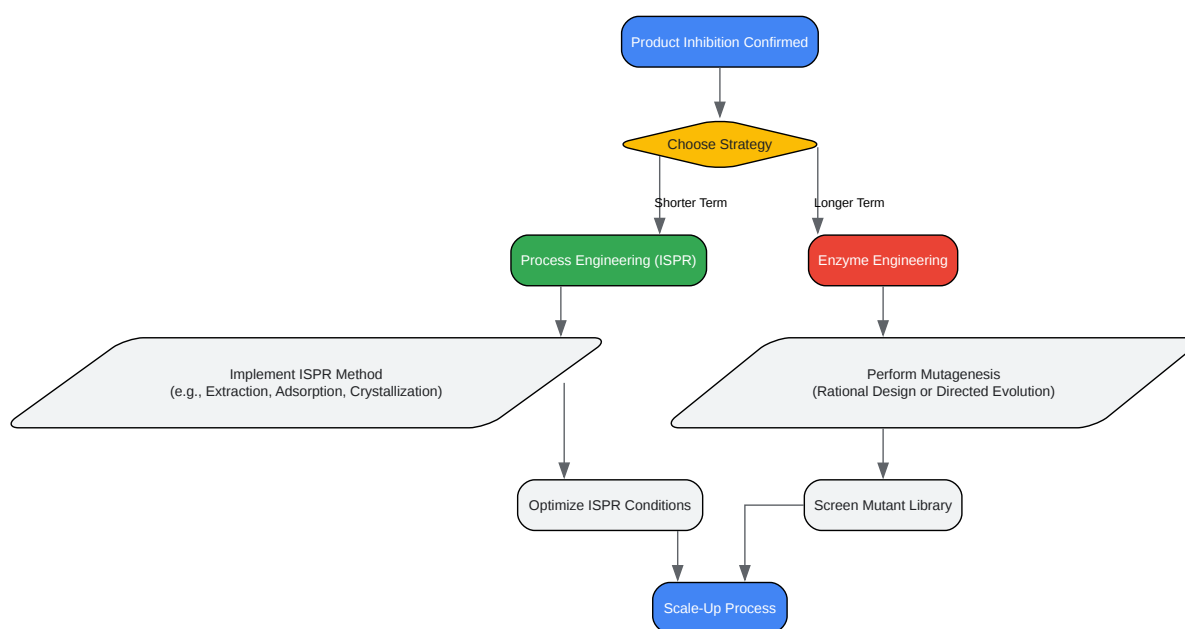 Product Inhibition Confirmed
Choose Strategy
Shorter Term
Longer Term
Process Engineering (ISPR)
Enzyme Engineering
Implement ISPR Method
(e.g., Extraction, Adsorption, Crystallization)
Perform Mutagenesis
(Rational Design or Directed Evolution)
Optimize ISPR Conditions
Screen Mutant Library
Scale-Up Process